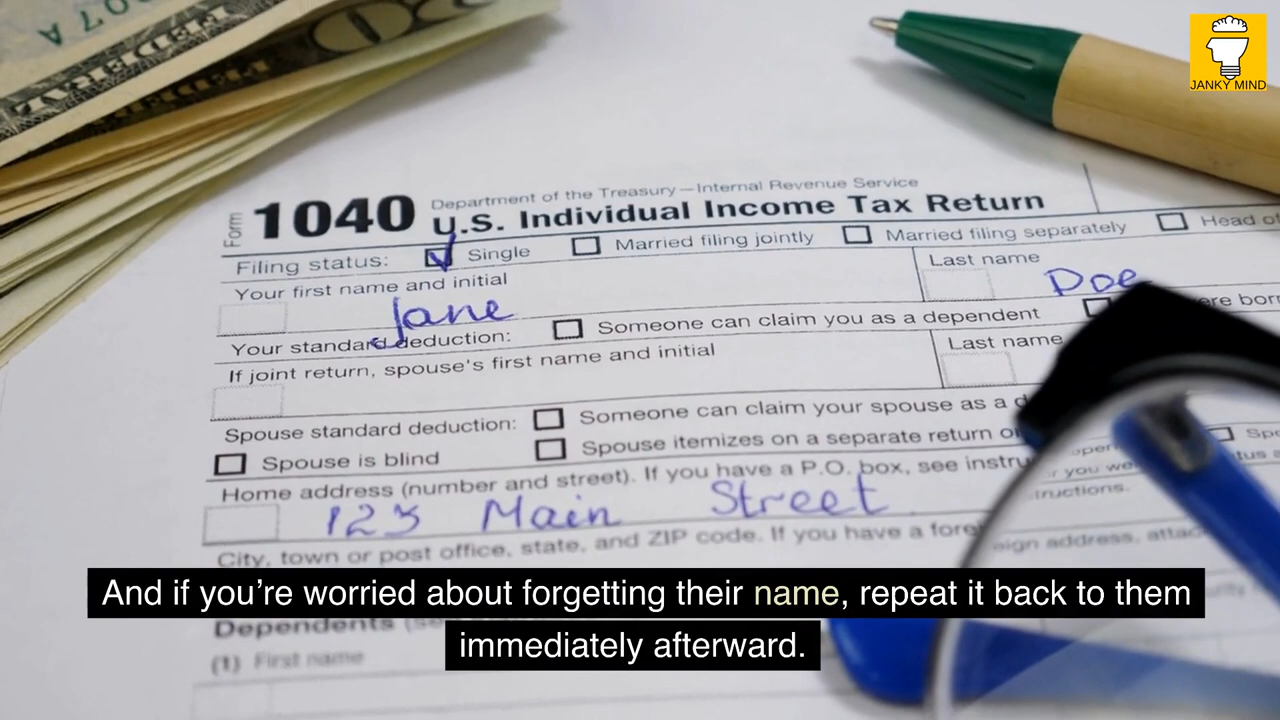 JANKY MIND
Form 1040
Department of the Treasury—Internal Revenue Service
U.S. Individual Income Tax Return
Filing status: Single Married filing jointly Married filing separately Head of
Your first name and initial Last name
Jane Doe
Your standard deduction: Someone can claim you as a dependent ere born
If joint return, spouse's first name and initial Last name
Spouse standard deduction: Someone can claim your spouse as a d
Spouse is blind Spouse itemizes on a separate return o
Home address (number and street). If you have a P.O. box, see instru
123 Main Street
City, town or post office, state, and ZIP code. If you have a fore eign address, attac
And if you’re worried about forgetting their name, repeat it back to them
immediately afterward.
Dependents
(1) First name